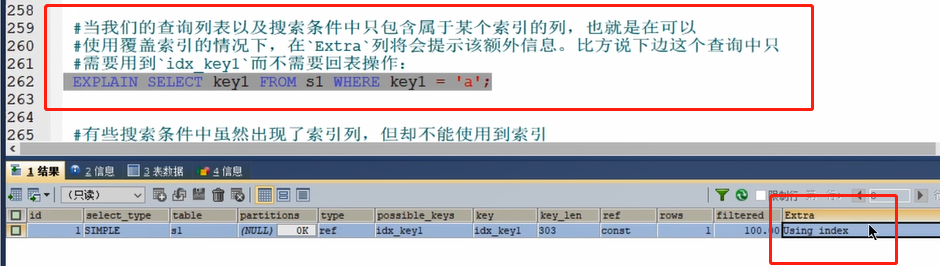 258
259 #当我们的查询列表以及搜索条件中只包含属于某个索引的列，也就是在可以
260 #使用覆盖索引的情况下，在`Extra`列将会提示该额外信息。比方说下边这个查询中只
261 #需要用到`idx_key1`而不需要回表操作：
262 EXPLAIN SELECT key1 FROM s1 WHERE key1 = 'a';
263
264
265 #有些搜索条件中虽然出现了索引列，但却不能使用到索引
1 结果 2 信息 3 表数据 4 信息
（只读） 限制行
id select_type table partitions type possible_keys key key_len ref rows filtered Extra
1 SIMPLE s1 (NULL) OK ref idx_key1 idx_key1 303 const 1 100.00 Using index